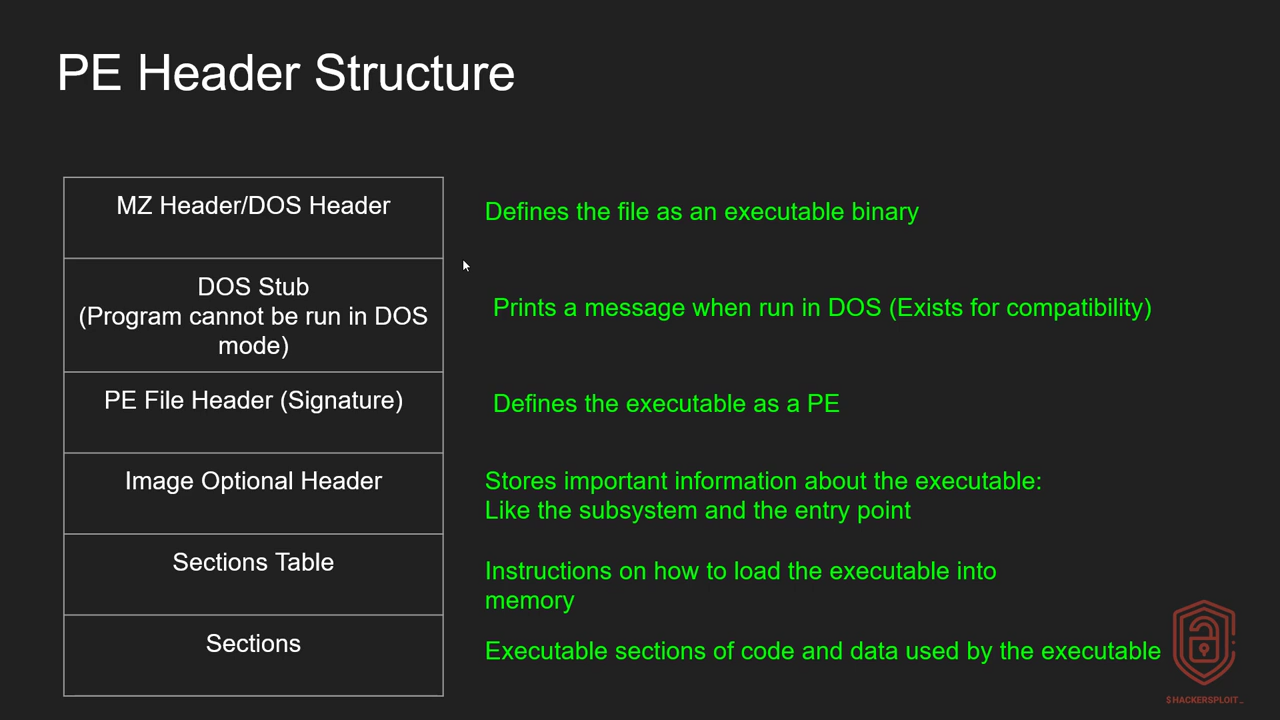 PE Header Structure
MZ Header/DOS Header
Defines the file as an executable binary
DOS Stub
(Program cannot be run in DOS
mode)
Prints a message when run in DOS (Exists for compatibility)
PE File Header (Signature)
Defines the executable as a PE
Image Optional Header
Stores important information about the executable:
Like the subsystem and the entry point
Sections Table
Instructions on how to load the executable into
memory
Sections
Executable sections of code and data used by the executable
$HACKERSPLOIT_